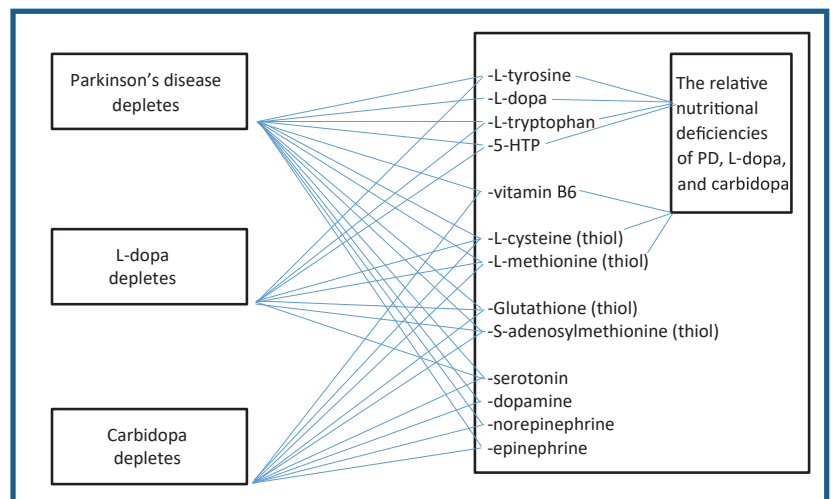 Parkinson's disease
depletes
L-dopa
depletes
Carbidopa
depletes
-L-tyrosine
-L-dopa
-L-tryptophan
-5-HTP
-vitamin B6
-L-cysteine (thiol)
-L-methionine (thiol)
-Glutathione (thiol)
-S-adenosylmethionine (thiol)
-serotonin
-dopamine
-norepinephrine
-epinephrine
The relative
nutritional
deficiencies
of PD, L-dopa,
and carbidopa